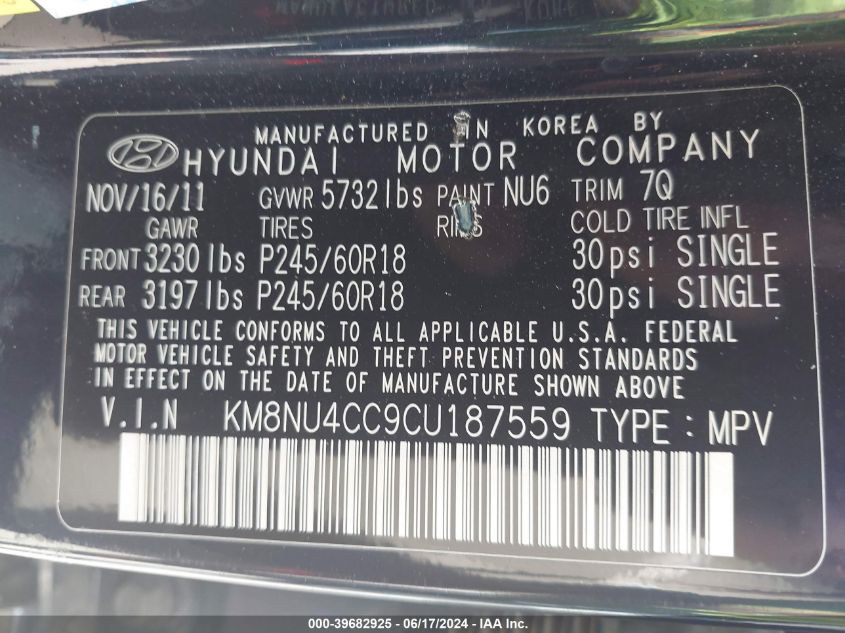 MANUFACTURED IN KOREA BY
HYUNDAI MOTOR COMPANY
NOV/16/11 GVWR 5732 lbs PAINT NU6 TRIM 7Q
GAWR TIRES RIMS COLD TIRE INFL
FRONT 3230 lbs P245/60R18 30psi SINGLE
REAR 3197 lbs P245/60R18 30psi SINGLE
THIS VEHICLE CONFORMS TO ALL APPLICABLE U.S.A. FEDERAL
MOTOR VEHICLE SAFETY AND THEFT PREVENTION STANDARDS
IN EFFECT ON THE DATE OF MANUFACTURE SHOWN ABOVE
V.I.N KM8NU4CC9CU187559 TYPE : MPV
000-39682925 - 06/17/2024 - IAA Inc.